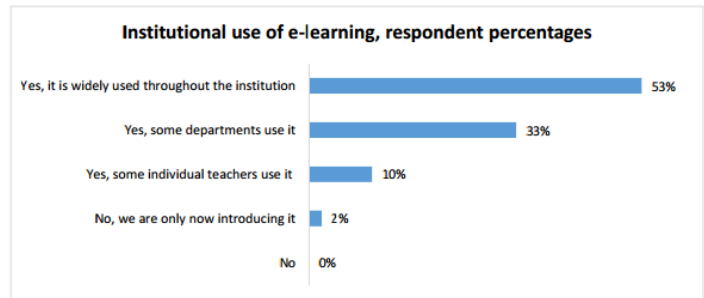 Institutional use of e-learning, respondent percentages
Yes, it is widely used throughout the institution 53%
Yes, some departments use it 33%
Yes, some individual teachers use it 10%
No, we are only now introducing it 2%
No 0%